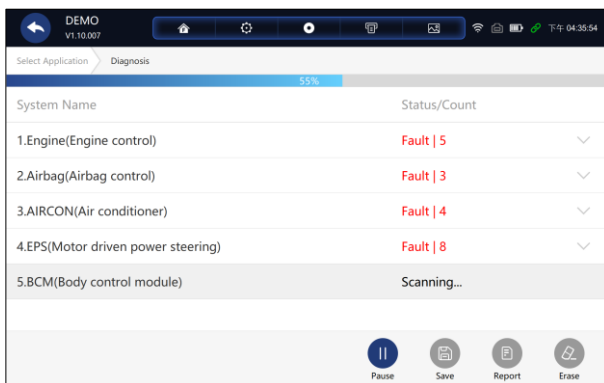 DEMO
V1.10.007
下午 04:35:54
Select Application
Diagnosis
55%
System Name
Status/Count
1.Engine(Engine control)
Fault | 5
2.Airbag(Airbag control)
Fault | 3
3.AIRCON(Air conditioner)
Fault | 4
4.EPS(Motor driven power steering)
Fault | 8
5.BCM(Body control module)
Scanning...
Pause
Save
Report
Erase